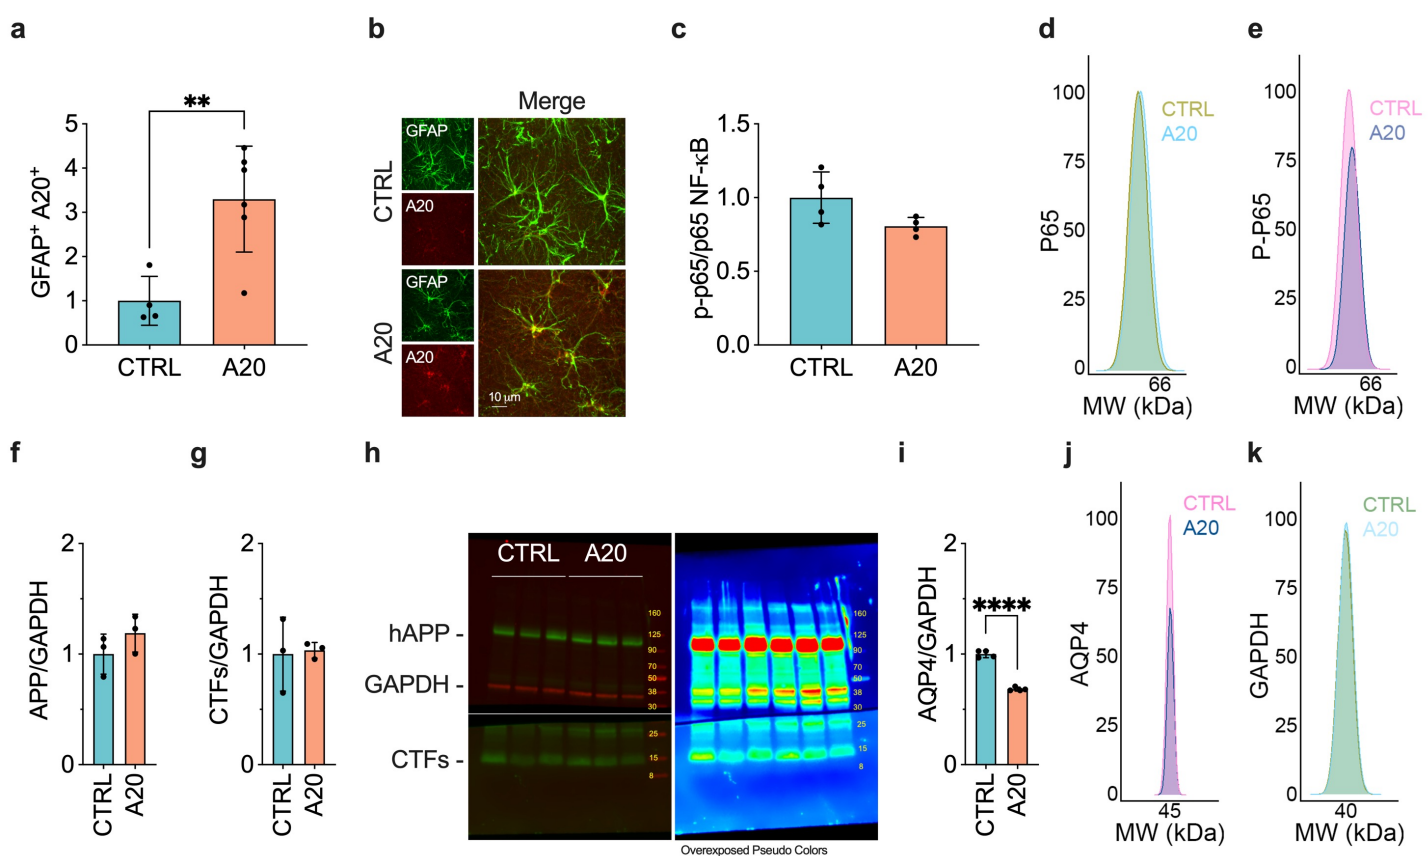 a
**
GFAP⁺ A20⁺
5
4
3
2
1
0
CTRL
A20
b
Merge
CTRL
GFAP
A20
A20
GFAP
A20
10 μm
c
p-p65/p65 NF-κB
1.5
1.0
0.5
0.0
CTRL
A20
d
P65
100
75
50
25
0
CTRL
A20
66
MW (kDa)
e
P-P65
100
75
50
25
0
CTRL
A20
66
MW (kDa)
f
APP/GAPDH
2
1
0
CTRL
A20
g
CTFs/GAPDH
2
1
0
CTRL
A20
h
CTRL
A20
hAPP -
GAPDH -
CTFs -
160
125
90
70
50
38
30
25
15
8
160
125
90
70
50
38
30
25
15
8
Overexposed Pseudo Colors
i
AQP4/GAPDH
2
1
0
****
CTRL
A20
j
AQP4
100
75
50
25
0
CTRL
A20
45
MW (kDa)
k
GAPDH
100
75
50
25
0
CTRL
A20
40
MW (kDa)